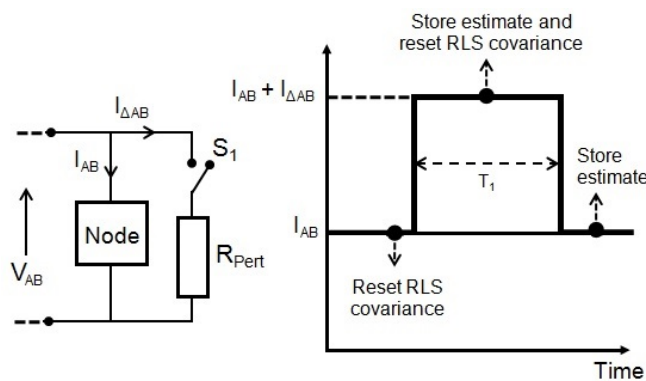 Store estimate and
reset RLS covariance
I_AB + I_ΔAB
I_ΔAB
S_1
I_AB
Store
estimate
T_1
Node
I_AB
R_Pert
V_AB
Reset RLS
covariance
Time